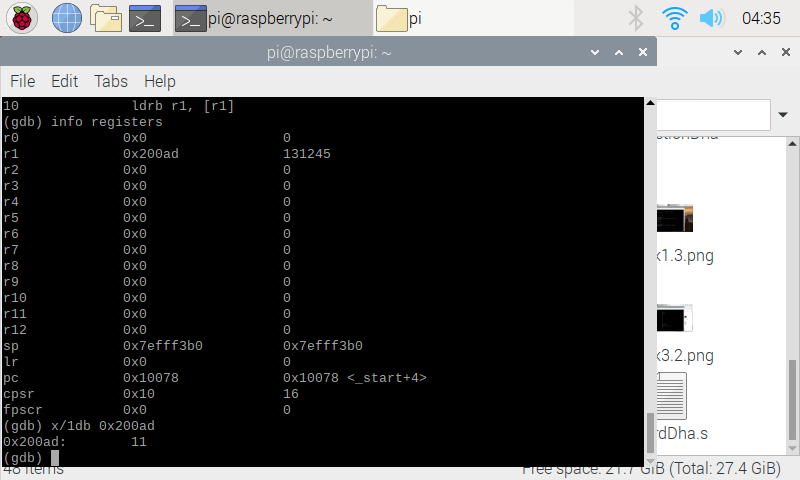 pi@raspberrypi: ~
pi
04:35
pi@raspberrypi: ~
File Edit Tabs Help
10 ldrb r1, [r1]
(gdb) info registers
r0 0x0 0
r1 0x200ad 131245
r2 0x0 0
r3 0x0 0
r4 0x0 0
r5 0x0 0
r6 0x0 0
r7 0x0 0
r8 0x0 0
r9 0x0 0
r10 0x0 0
r11 0x0 0
r12 0x0 0
sp 0x7efff3b0 0x7efff3b0
lr 0x0 0
pc 0x10078 0x10078 <_start+4>
cpsr 0x10 16
fpscr 0x0 0
(gdb) x/1db 0x200ad
0x200ad: 11
(gdb)
k1.3.png
k3.2.png
rdDha.s
48 items
Free space: 21.7 GiB (Total: 27.4 GiB)